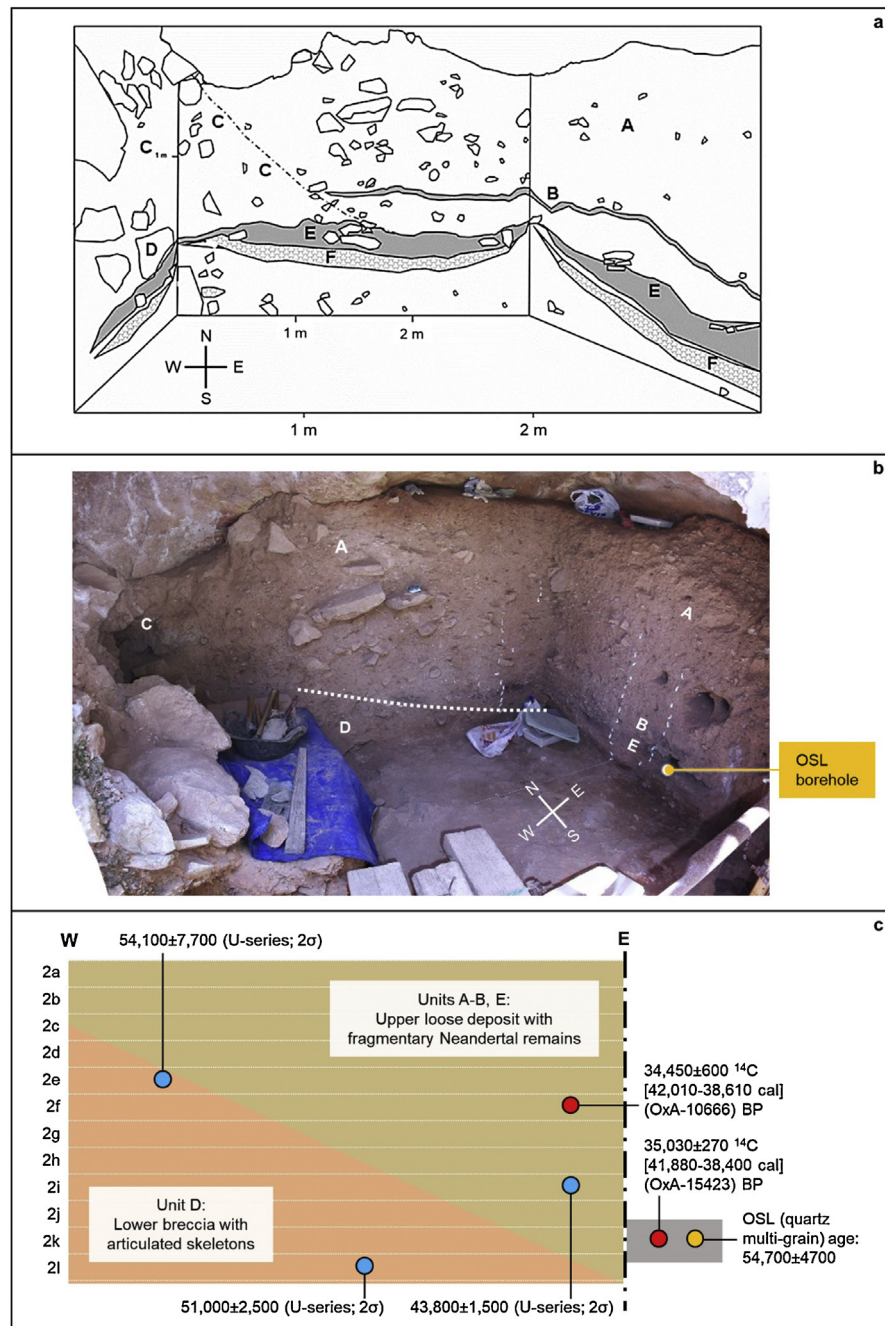 a
A
C
C 1m
C
B
D
E
F
E
F
1 m
2 m
N
W E
S
D
1 m
2 m
b
A
A
C
B
D
E
OSL
borehole
N
E
W
S
c
W
54,100±7,700 (U-series; 2σ)
E
2a
2b
2c
2d
2e
2f
2g
2h
2i
2j
2k
2l
Units A-B, E:
Upper loose deposit with
fragmentary Neandertal remains
34,450±600 ¹⁴C
[42,010-38,610 cal]
(OxA-10666) BP
35,030±270 ¹⁴C
[41,880-38,400 cal]
(OxA-15423) BP
Unit D:
Lower breccia with
articulated skeletons
OSL (quartz
multi-grain) age:
54,700±4700
51,000±2,500 (U-series; 2σ)
43,800±1,500 (U-series; 2σ)